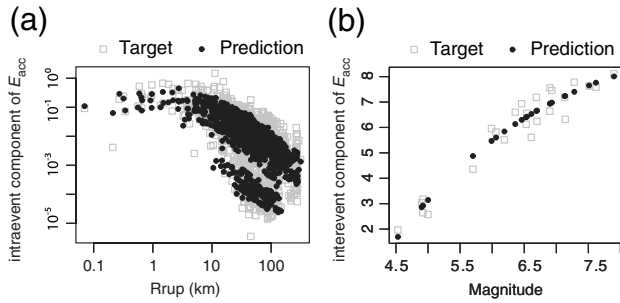 (a)
Target Prediction
intraevent component of E_acc
10^0
10^-1
10^-3
10^-5
0.1 1 10 100
Rrup (km)
(b)
Target Prediction
interevent component of E_acc
8
7
6
5
4
3
2
4.5 5.5 6.5 7.5
Magnitude